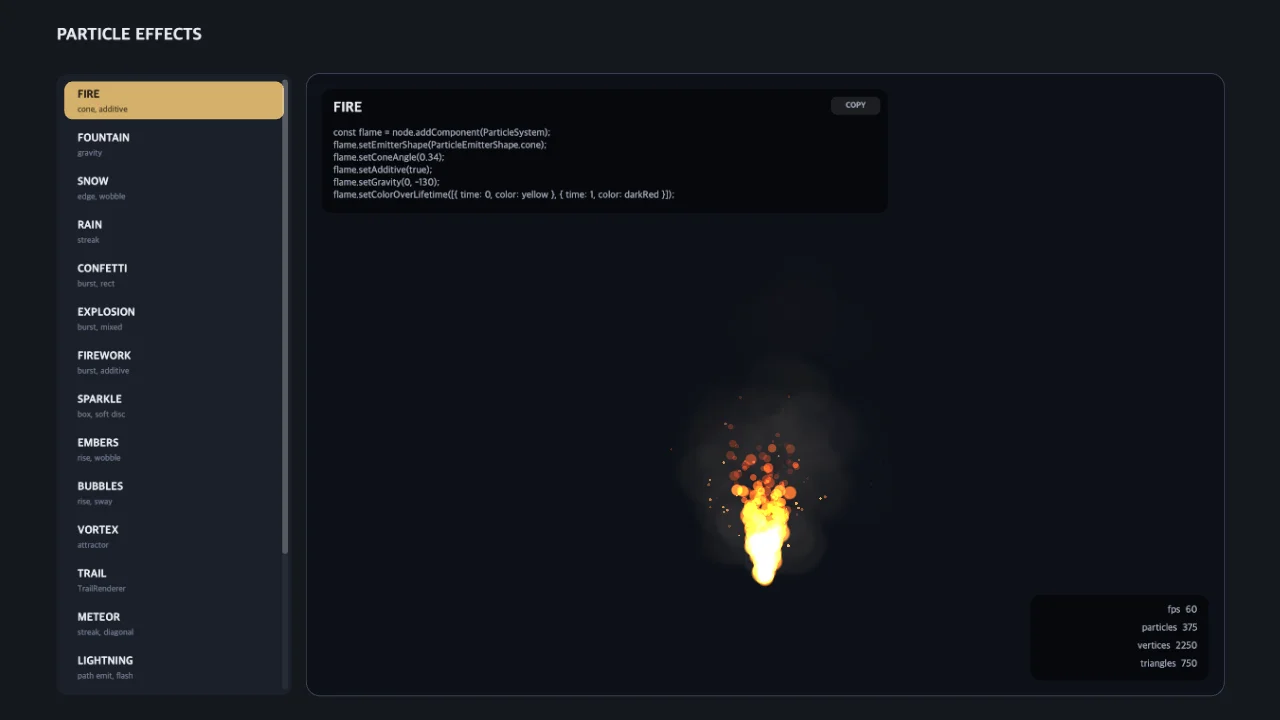 PARTICLE EFFECTS
FIRE
cone, additive
FOUNTAIN
gravity
SNOW
edge, wobble
RAIN
streak
CONFETTI
burst, rect
EXPLOSION
burst, mixed
FIREWORK
burst, additive
SPARKLE
box, soft disc
EMBERS
rise, wobble
BUBBLES
rise, sway
VORTEX
attractor
TRAIL
TrailRenderer
METEOR
streak, diagonal
LIGHTNING
path emit, flash
FIRE
COPY
const flame = node.addComponent(ParticleSystem);
flame.setEmitterShape(ParticleEmitterShape.cone);
flame.setConeAngle(0.34);
flame.setAdditive(true);
flame.setGravity(0, -130);
flame.setColorOverLifetime([{ time: 0, color: yellow }, { time: 1, color: darkRed }]);
fps 60
particles 375
vertices 2250
triangles 750